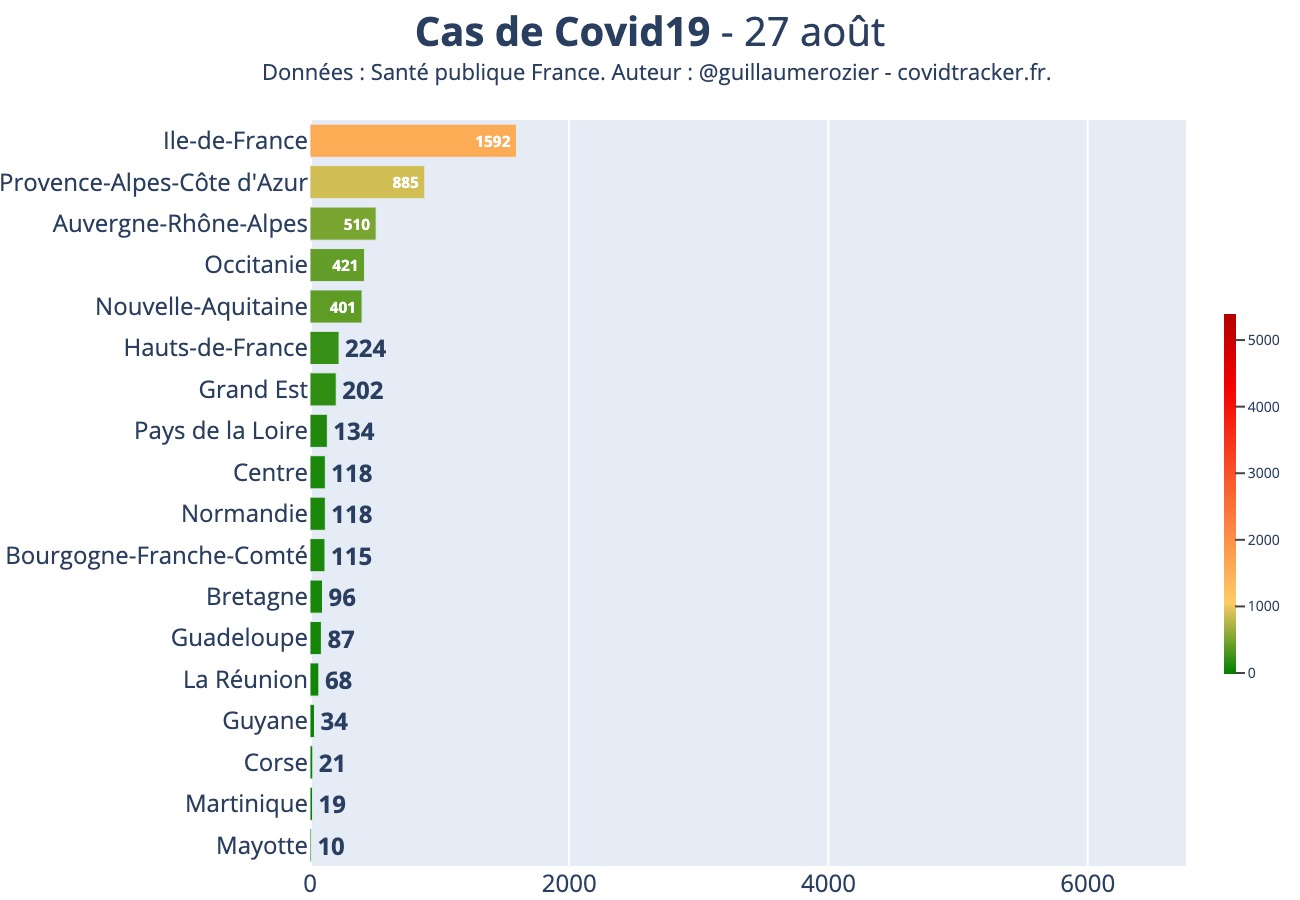 Cas de Covid19 - 27 août
Données : Santé publique France. Auteur : @guillaumerozier - covidtracker.fr.
Ile-de-France 1592
Provence-Alpes-Côte d'Azur 885
Auvergne-Rhône-Alpes 510
Occitanie 421
Nouvelle-Aquitaine 401
Hauts-de-France 224
Grand Est 202
Pays de la Loire 134
Centre 118
Normandie 118
Bourgogne-Franche-Comté 115
Bretagne 96
Guadeloupe 87
La Réunion 68
Guyane 34
Corse 21
Martinique 19
Mayotte 10
0 2000 4000 6000
5000
4000
3000
2000
1000
0